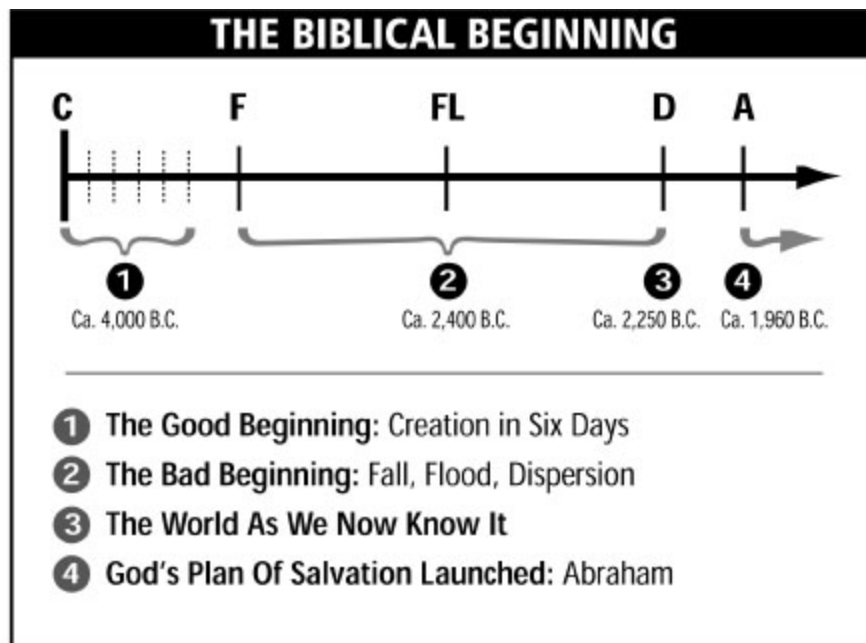 THE BIBLICAL BEGINNING
C F FL D A
1 2 3 4
Ca. 4,000 B.C. Ca. 2,400 B.C. Ca. 2,250 B.C. Ca. 1,960 B.C.
1 The Good Beginning: Creation in Six Days
2 The Bad Beginning: Fall, Flood, Dispersion
3 The World As We Now Know It
4 God's Plan Of Salvation Launched: Abraham